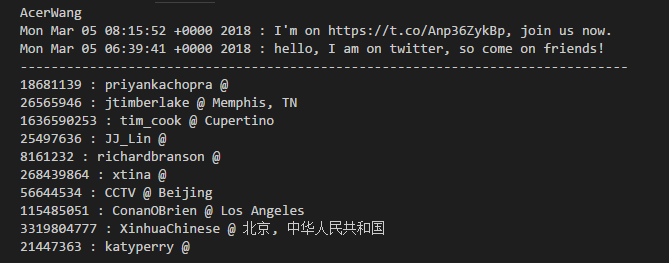 AcerWang
Mon Mar 05 08:15:52 +0000 2018 : I'm on https://t.co/Anp36ZykBp, join us now.
Mon Mar 05 06:39:41 +0000 2018 : hello, I am on twitter, so come on friends!
--------------------------------------------------------------------------------
18681139 : priyankachopra @
26565946 : jtimberlake @ Memphis, TN
1636590253 : tim_cook @ Cupertino
25497636 : JJ_Lin @
8161232 : richardbranson @
268439864 : xtina @
56644534 : CCTV @ Beijing
115485051 : ConanOBrien @ Los Angeles
3319804777 : XinhuaChinese @ 北京, 中华人民共和国
21447363 : katyperry @